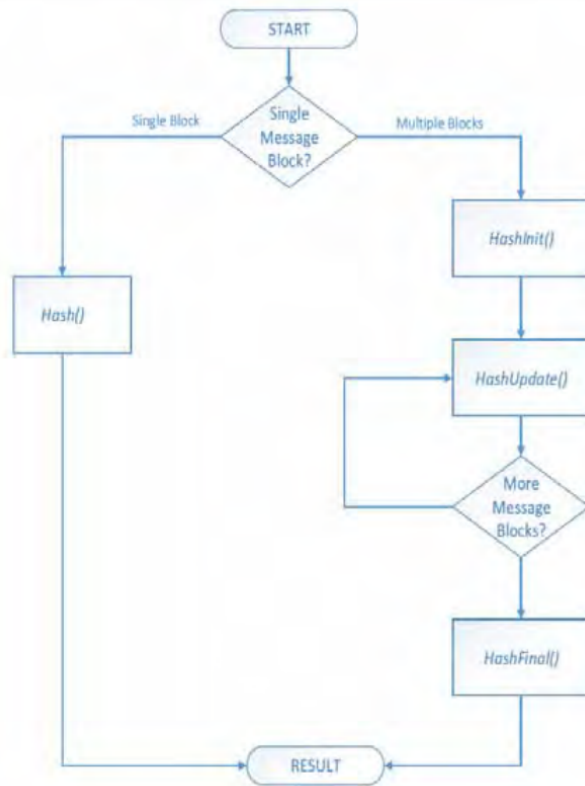 START
Single
Message
Block?
Single Block
Multiple Blocks
Hash()
HashInit()
HashUpdate()
More
Message
Blocks?
HashFinal()
RESULT